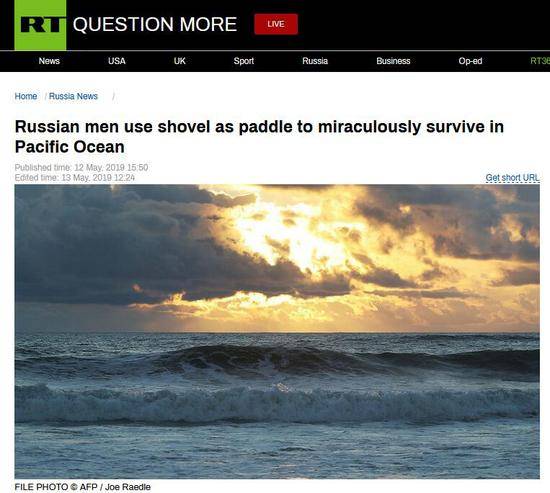 RT QUESTION MORE LIVE
News USA UK Sport Russia Business Op-ed RT36
Home / Russia News /
Russian men use shovel as paddle to miraculously survive in
Pacific Ocean
Published time: 12 May, 2019 15:50
Edited time: 13 May, 2019 12:24
Get short URL
FILE PHOTO © AFP / Joe Raedle